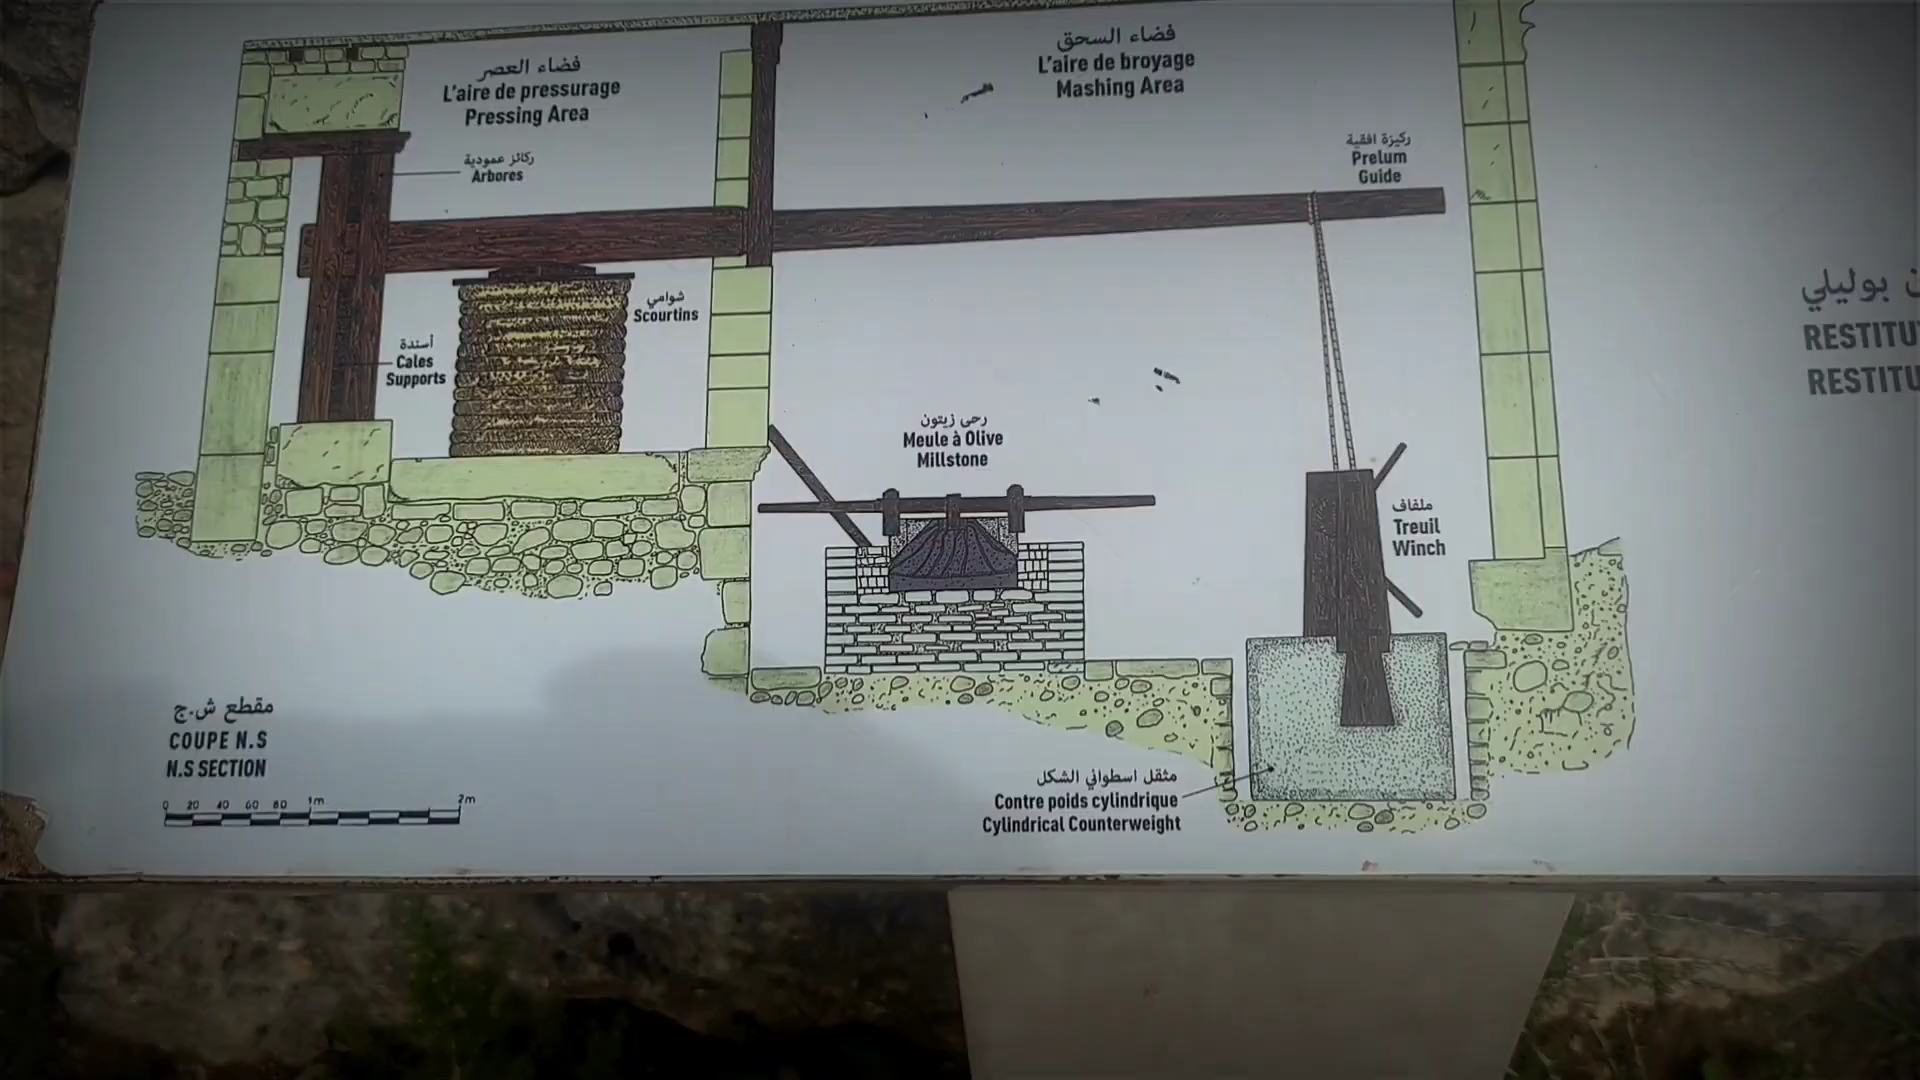 فضاء العصر
L'aire de pressurage
Pressing Area
فضاء السحق
L'aire de broyage
Mashing Area
ركائز عمودية
Arbores
ركيزة افقية
Prelum
Guide
شوامي
Scourtins
أسندة
Cales
Supports
رحى زيتون
Meule à Olive
Millstone
ملفاف
Treuil
Winch
بوليلي
RESTITU
RESTITU
مقطع ش.ج
COUPE N.S
N.S SECTION
0 20 40 60 80 1m 2m
مثقل اسطواني الشكل
Contre poids cylindrique
Cylindrical Counterweight